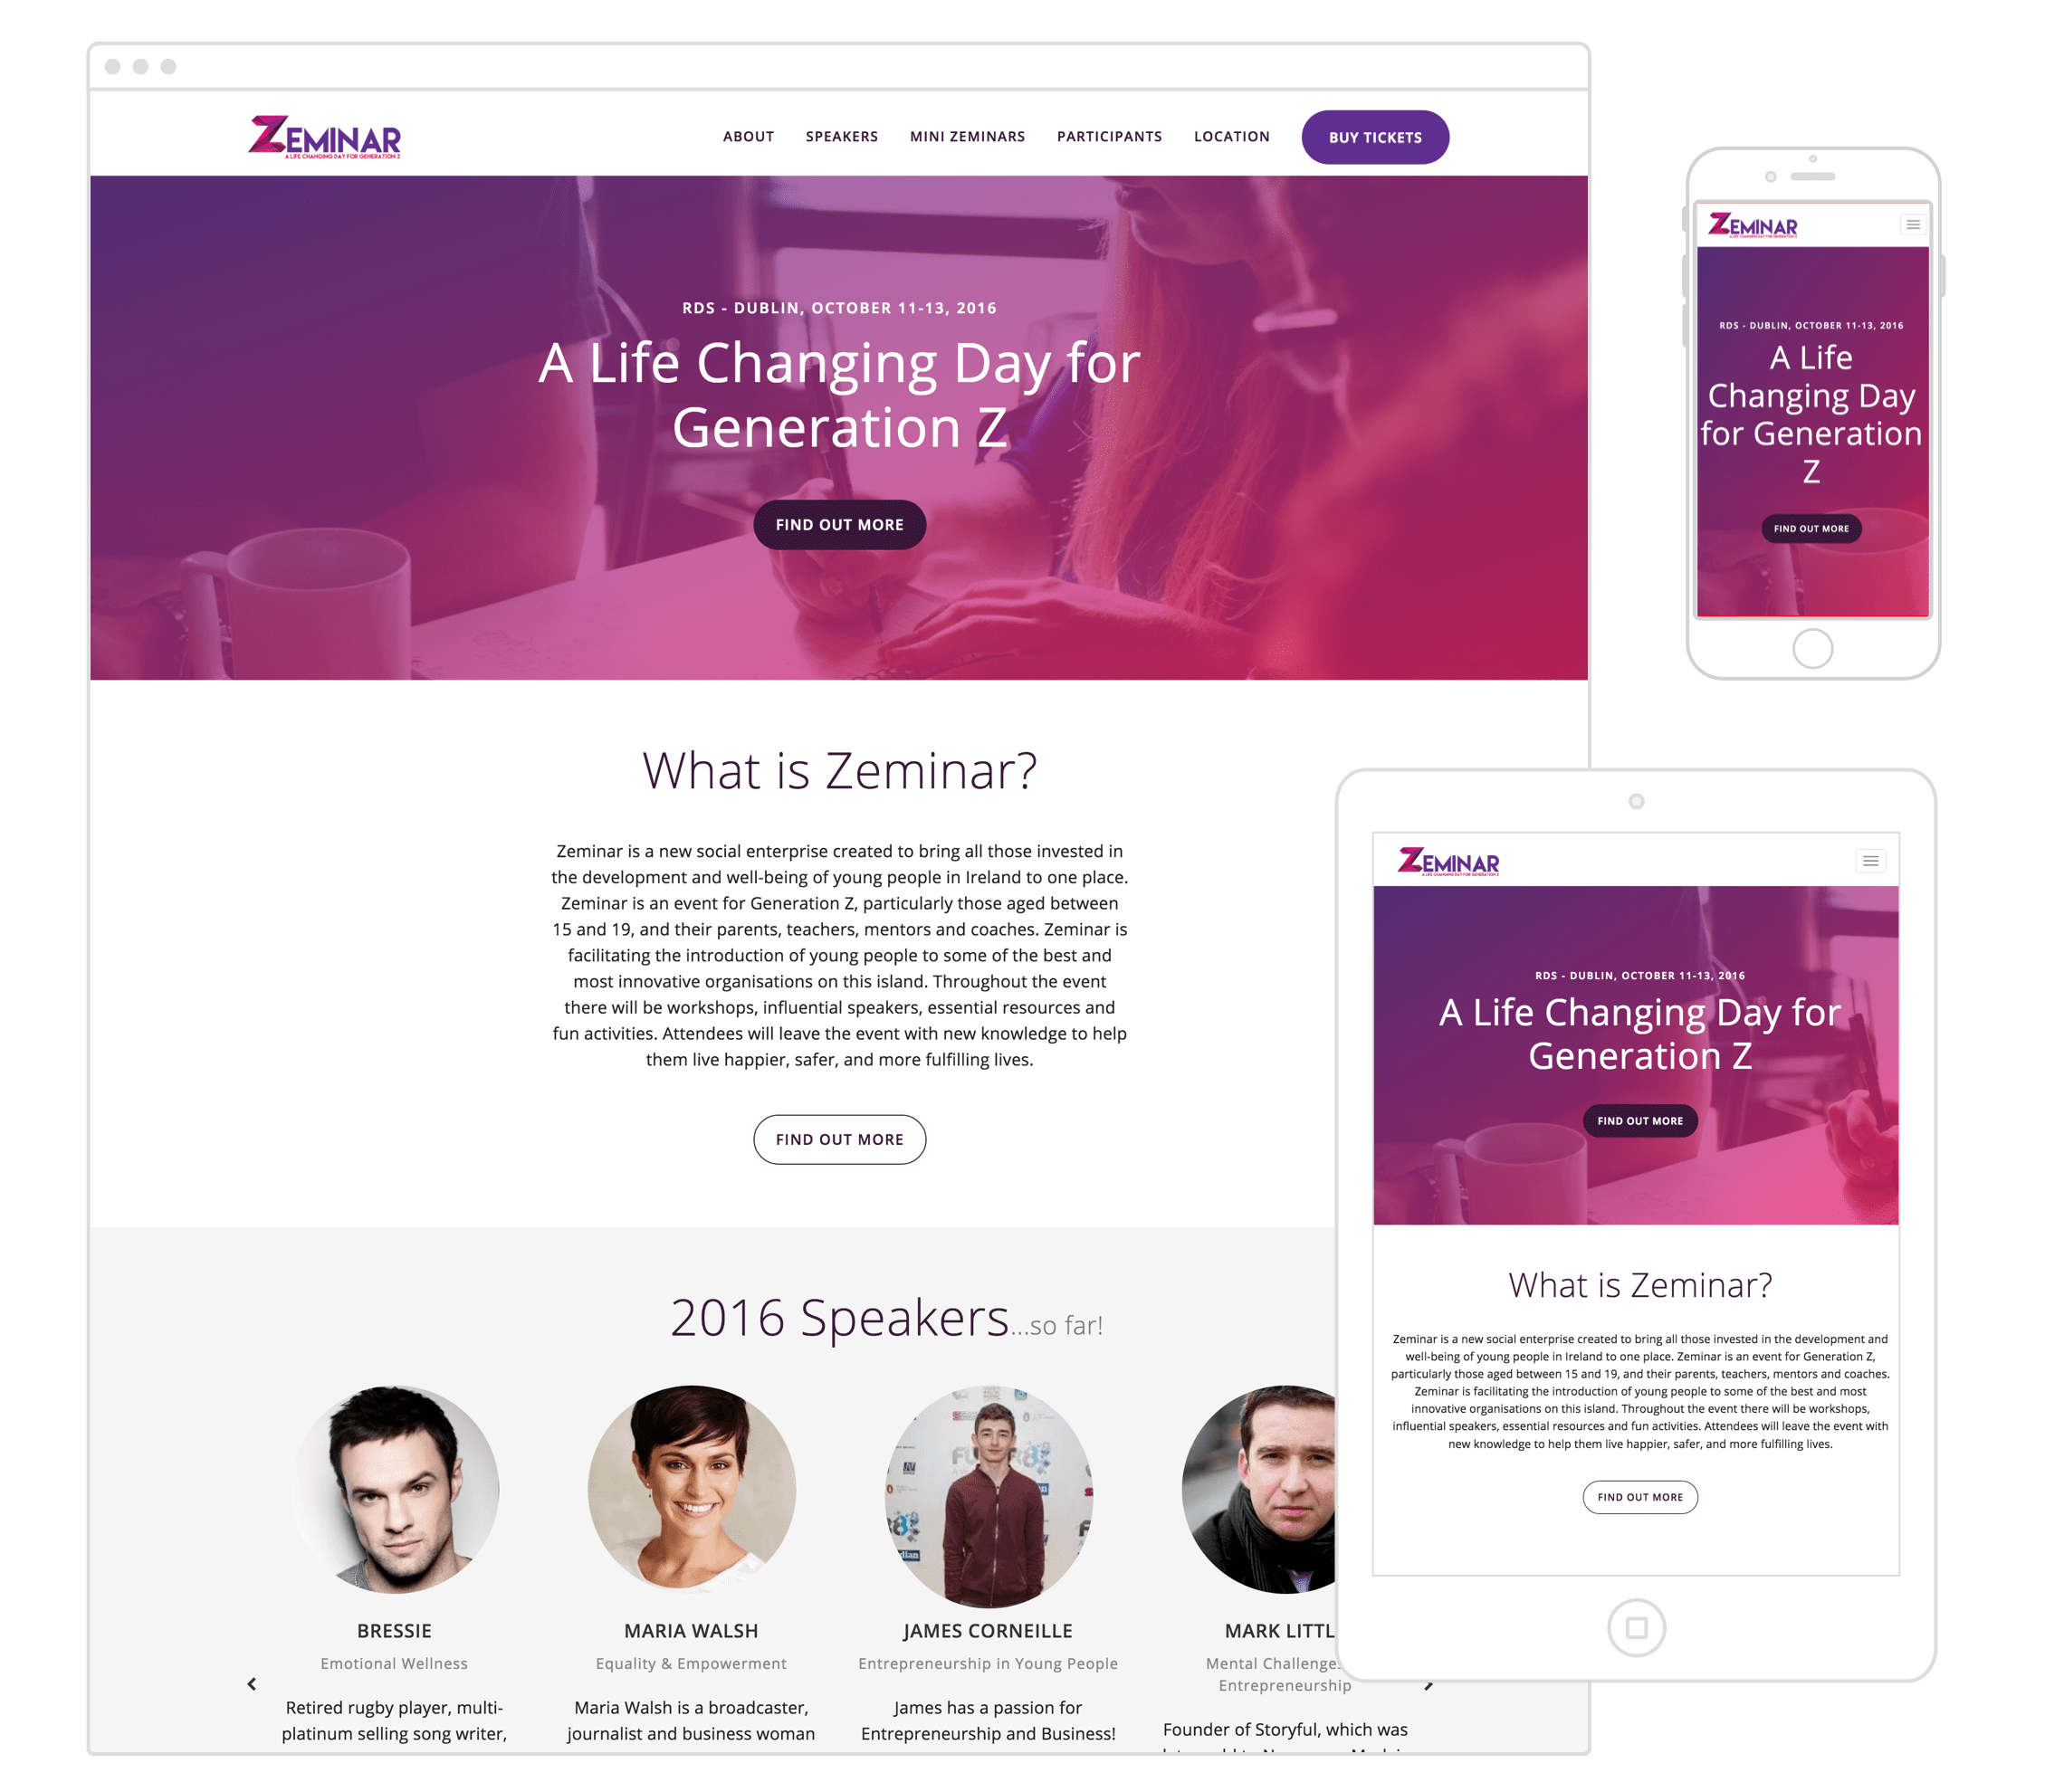 ZEMINAR
A LIFE CHANGING DAY FOR GENERATION Z
ABOUT SPEAKERS MINI ZEMINARS PARTICIPANTS LOCATION BUY TICKETS
RDS - DUBLIN, OCTOBER 11-13, 2016
A Life Changing Day for
Generation Z
FIND OUT MORE
What is Zeminar?
Zeminar is a new social enterprise created to bring all those invested in
the development and well-being of young people in Ireland to one place.
Zeminar is an event for Generation Z, particularly those aged between
15 and 19, and their parents, teachers, mentors and coaches. Zeminar is
facilitating the introduction of young people to some of the best and
most innovative organisations on this island. Throughout the event
there will be workshops, influential speakers, essential resources and
fun activities. Attendees will leave the event with new knowledge to help
them live happier, safer, and more fulfilling lives.
FIND OUT MORE
2016 Speakers...so far!
BRESSIE
Emotional Wellness
Retired rugby player, multi-
platinum selling song writer,
MARIA WALSH
Equality & Empowerment
Maria Walsh is a broadcaster,
journalist and business woman
JAMES CORNEILLE
Entrepreneurship in Young People
James has a passion for
Entrepreneurship and Business!
MARK LITTL
Mental Challenge
Entrepreneurship
Founder of Storyful, which was
ZEMINAR
A LIFE CHANGING DAY FOR GENERATION Z
RDS - DUBLIN, OCTOBER 11-13, 2016
A Life
Changing Day
for Generation
Z
FIND OUT MORE
ZEMINAR
A LIFE CHANGING DAY FOR GENERATION Z
RDS - DUBLIN, OCTOBER 11-13, 2016
A Life Changing Day for
Generation Z
FIND OUT MORE
What is Zeminar?
Zeminar is a new social enterprise created to bring all those invested in the development and
well-being of young people in Ireland to one place. Zeminar is an event for Generation Z,
particularly those aged between 15 and 19, and their parents, teachers, mentors and coaches.
Zeminar is facilitating the introduction of young people to some of the best and most
innovative organisations on this island. Throughout the event there will be workshops,
influential speakers, essential resources and fun activities. Attendees will leave the event with
new knowledge to help them live happier, safer, and more fulfilling lives.
FIND OUT MORE